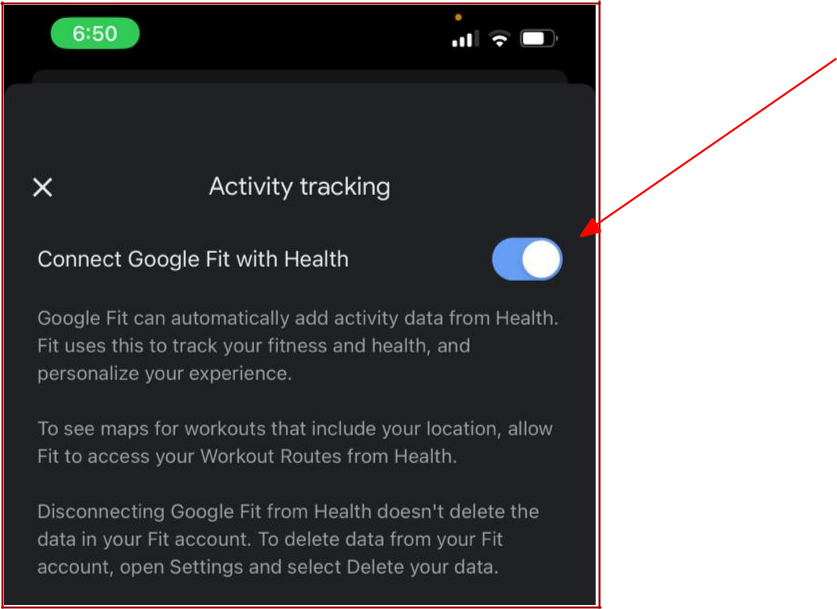 6:50
Activity tracking
Connect Google Fit with Health
Google Fit can automatically add activity data from Health.
Fit uses this to track your fitness and health, and
personalize your experience.
To see maps for workouts that include your location, allow
Fit to access your Workout Routes from Health.
Disconnecting Google Fit from Health doesn't delete the
data in your Fit account. To delete data from your Fit
account, open Settings and select Delete your data.